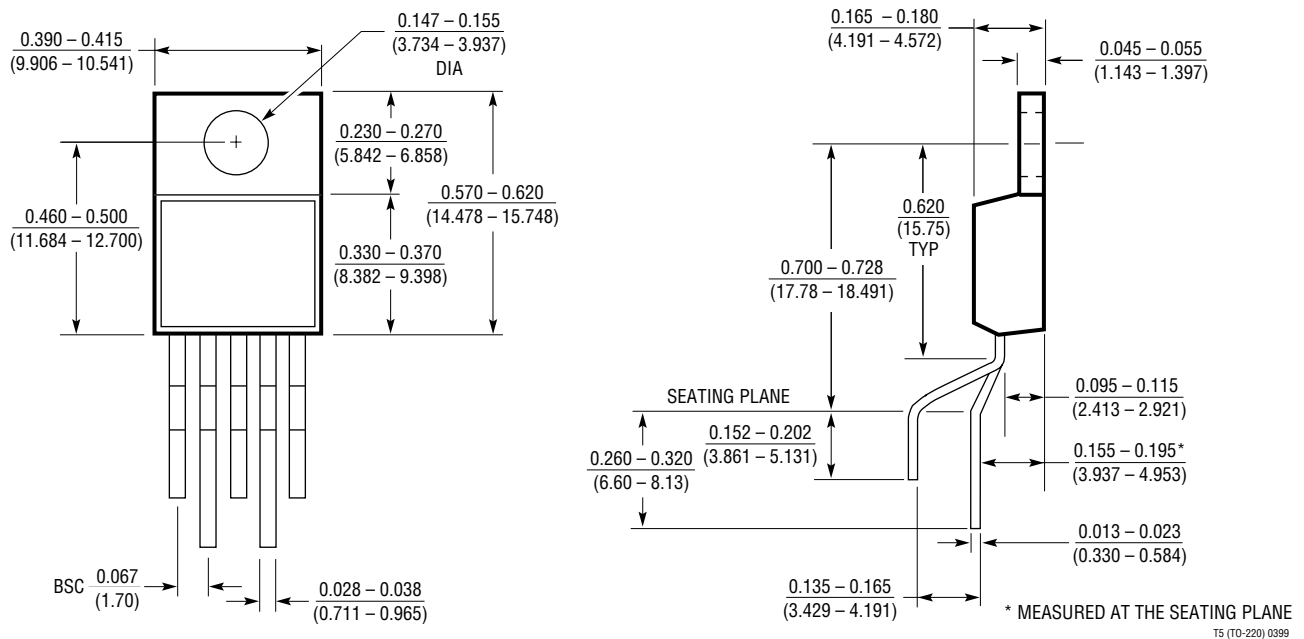 0.390 – 0.415
(9.906 – 10.541)
0.147 – 0.155
(3.734 – 3.937)
DIA
0.230 – 0.270
(5.842 – 6.858)
0.460 – 0.500
(11.684 – 12.700)
0.570 – 0.620
(14.478 – 15.748)
0.330 – 0.370
(8.382 – 9.398)
BSC
0.067
(1.70)
0.028 – 0.038
(0.711 – 0.965)
0.165 – 0.180
(4.191 – 4.572)
0.045 – 0.055
(1.143 – 1.397)
0.620
(15.75)
TYP
0.700 – 0.728
(17.78 – 18.491)
SEATING PLANE
0.152 – 0.202
(3.861 – 5.131)
0.260 – 0.320
(6.60 – 8.13)
0.095 – 0.115
(2.413 – 2.921)
0.155 – 0.195*
(3.937 – 4.953)
0.013 – 0.023
(0.330 – 0.584)
0.135 – 0.165
(3.429 – 4.191)
* MEASURED AT THE SEATING PLANE
T5 (TO-220) 0399